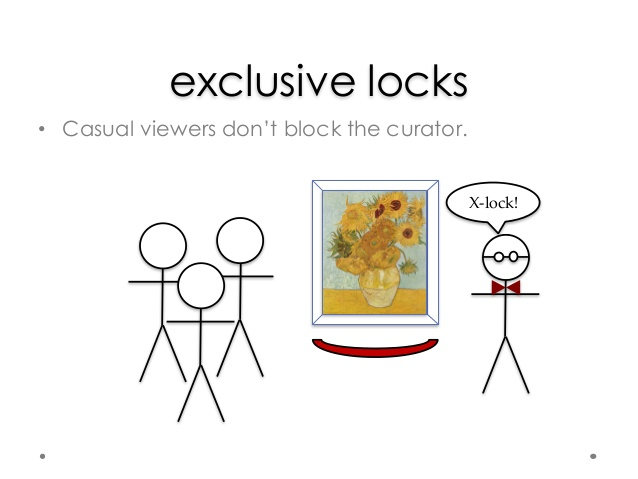 exclusive locks
• Casual viewers don’t block the curator.
X-lock!